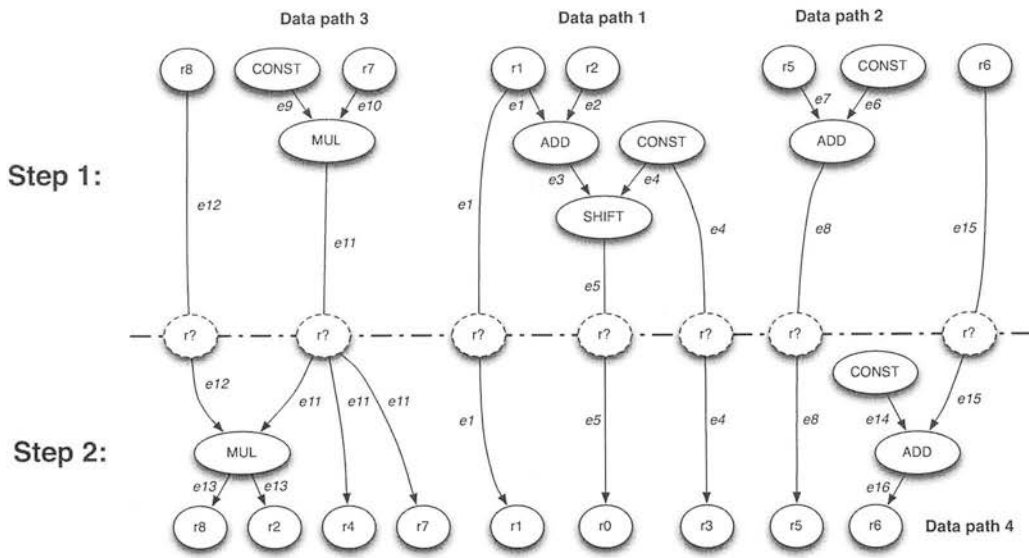 Data path 3
Data path 1
Data path 2
r8
CONST
r7
r1
r2
r5
CONST
r6
e9
e10
e1
e2
e7
e6
MUL
ADD
CONST
ADD
Step 1:
e3
e4
e12
e1
SHIFT
e11
e4
e8
e15
e5
r?
r?
r?
r?
r?
r?
r?
e12
CONST
e11
e11
e11
e1
e5
e4
e8
e14
e15
Step 2:
MUL
ADD
e13
e13
e16
r8
r2
r4
r7
r1
r0
r3
r5
r6
Data path 4